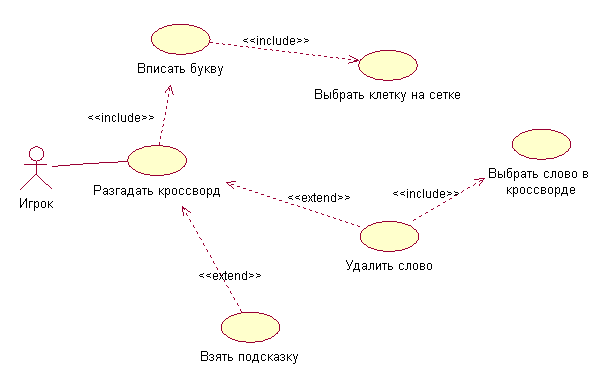 <<include>>
Вписать букву
Выбрать клетку на сетке
<<include>>
Игрок
Разгадать кроссворд
<<extend>>
<<include>>
Выбрать слово в
кроссворде
Удалить слово
<<extend>>
Взять подсказку